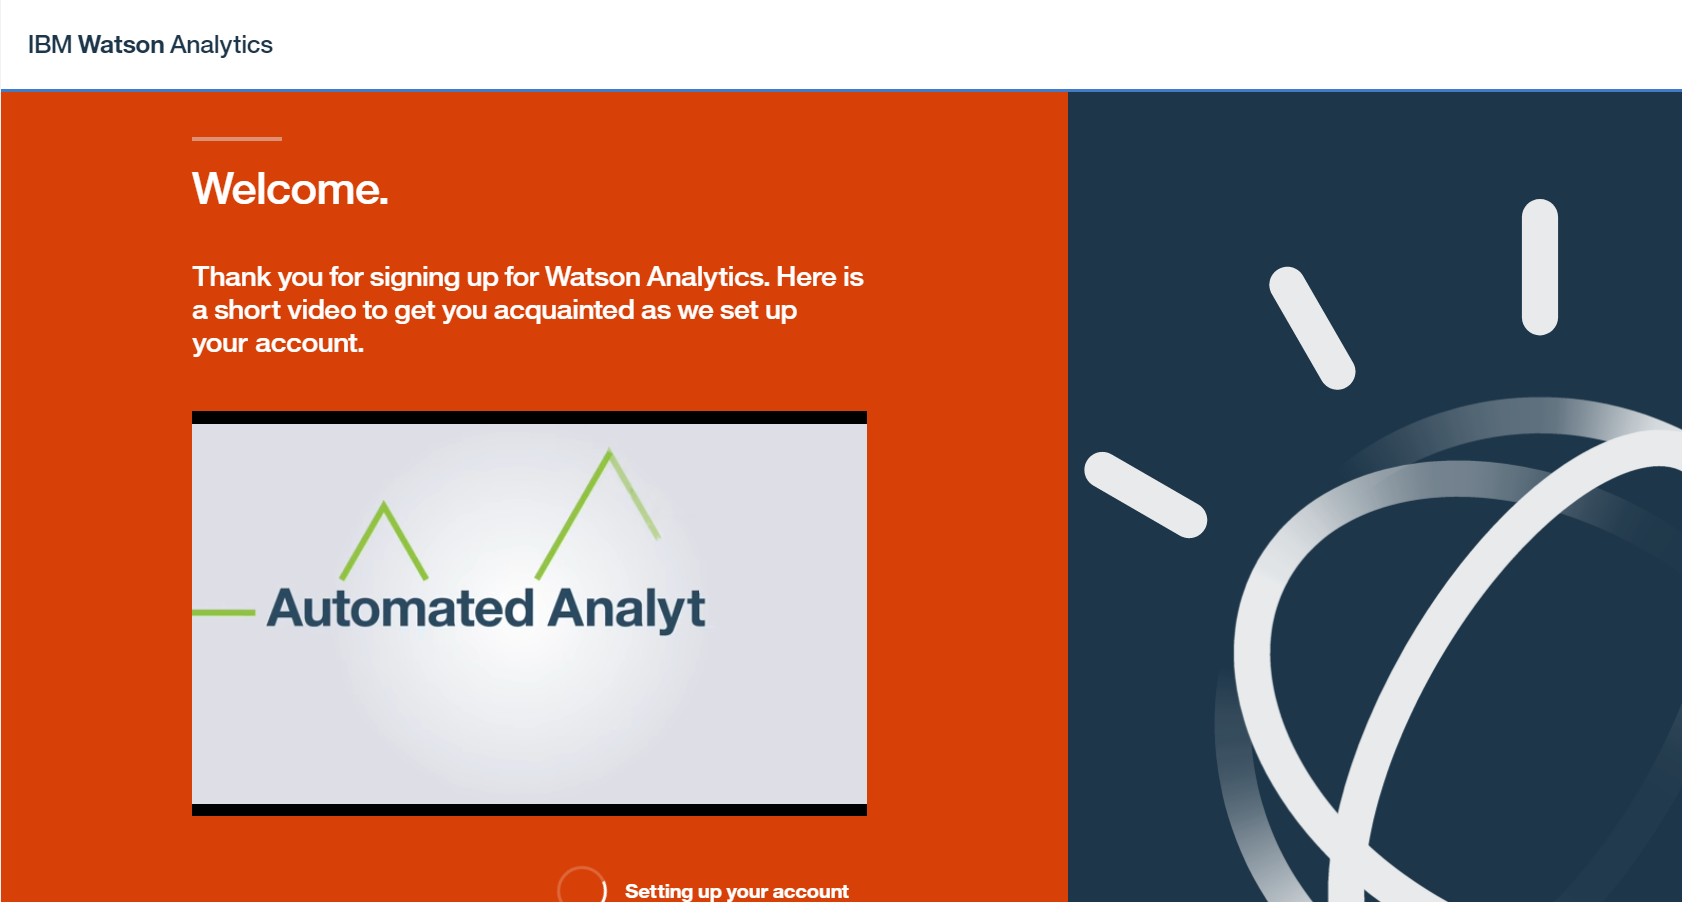 IBM Watson Analytics
Welcome.
Thank you for signing up for Watson Analytics. Here is
a short video to get you acquainted as we set up
your account.
Automated Analyt
Setting up your account